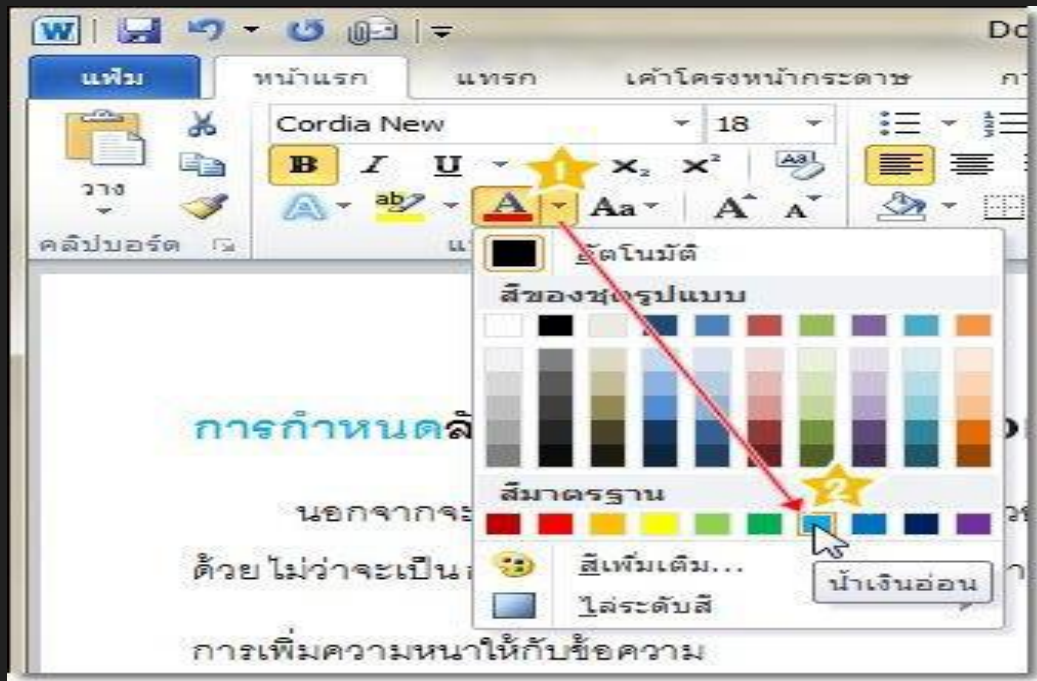 W Do
แฟ้ม หน้าแรก แทรก เค้าโครงหน้ากระดาษ
Cordia New 18
B I U x₂ x²
วาง A ab A Aa A A
คลิปบอร์ด
1
อัตโนมัติ
สีของชุดรูปแบบ
การกำหนด
2
สีมาตรฐาน
นอกจากจะ
ด้วย ไม่ว่าจะเป็น
สีเพิ่มเติม...
น้ำเงินอ่อน
ไล่ระดับสี
การเพิ่มความหนาให้กับข้อความ